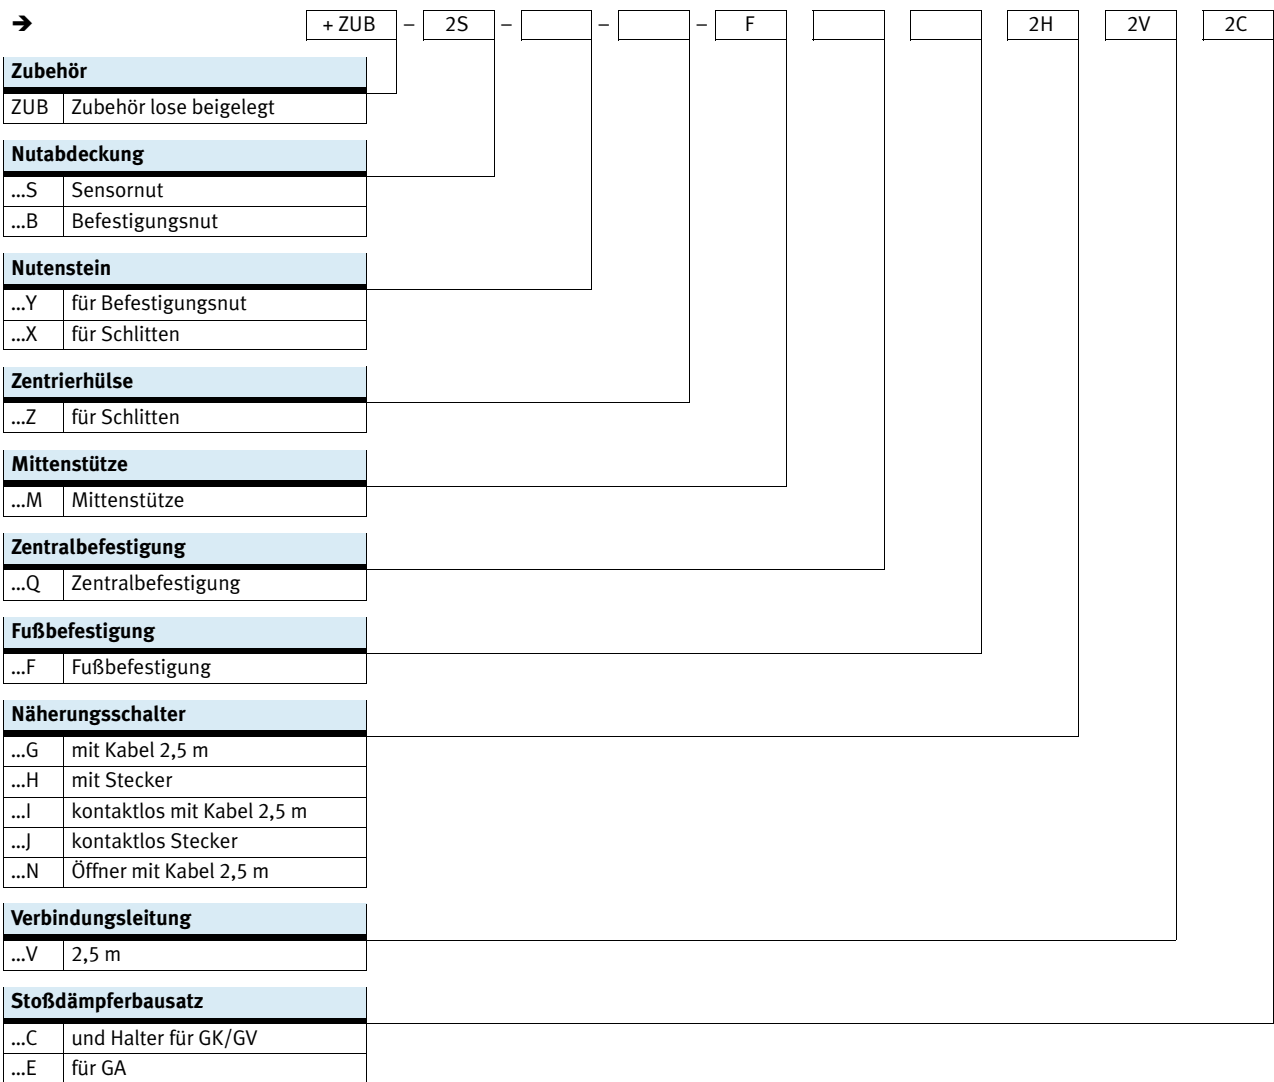 ➔ + ZUB – 2S – – – F 2H 2V 2C
Zubehör
ZUB Zubehör lose beigelegt
Nutabdeckung
...S Sensornut
...B Befestigungsnut
Nutenstein
...Y für Befestigungsnut
...X für Schlitten
Zentrierhülse
...Z für Schlitten
Mittenstütze
...M Mittenstütze
Zentralbefestigung
...Q Zentralbefestigung
Fußbefestigung
...F Fußbefestigung
Näherungsschalter
...G mit Kabel 2,5 m
...H mit Stecker
...I kontaktlos mit Kabel 2,5 m
...J kontaktlos Stecker
...N Öffner mit Kabel 2,5 m
Verbindungsleitung
...V 2,5 m
Stoßdämpferbausatz
...C und Halter für GK/GV
...E für GA